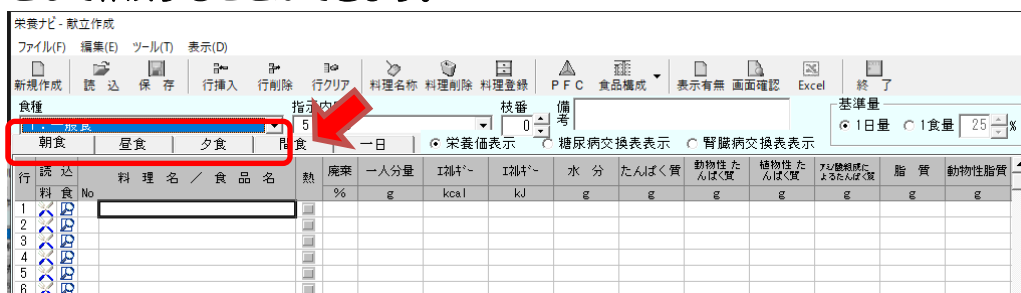 栄養ナビ - 献立作成
ファイル(F) 編集(E) ツール(T) 表示(D)
新規作成 読込 保存 行挿入 行削除 行クリア 料理名称 料理削除 料理登録 PFC 食品構成 表示有無 画面確認 Excel 終了
食種 枝番 備考 基準量
1:一般食 5 0 1日量 1食量 25 %
朝食 昼食 夕食 間食 一日 栄養価表示 糖尿病交換表表示 腎臓病交換表表示
行 読込 料理名/食品名 熱 廃棄 一人分量 エネルギー エネルギー 水分 たんぱく質 動物性たんぱく質 植物性たんぱく質 アミノ酸組成によるたんぱく質 脂質 動物性脂質
料 食 No % g kcal kJ g g g g g g g
1
2
3
4
5
6